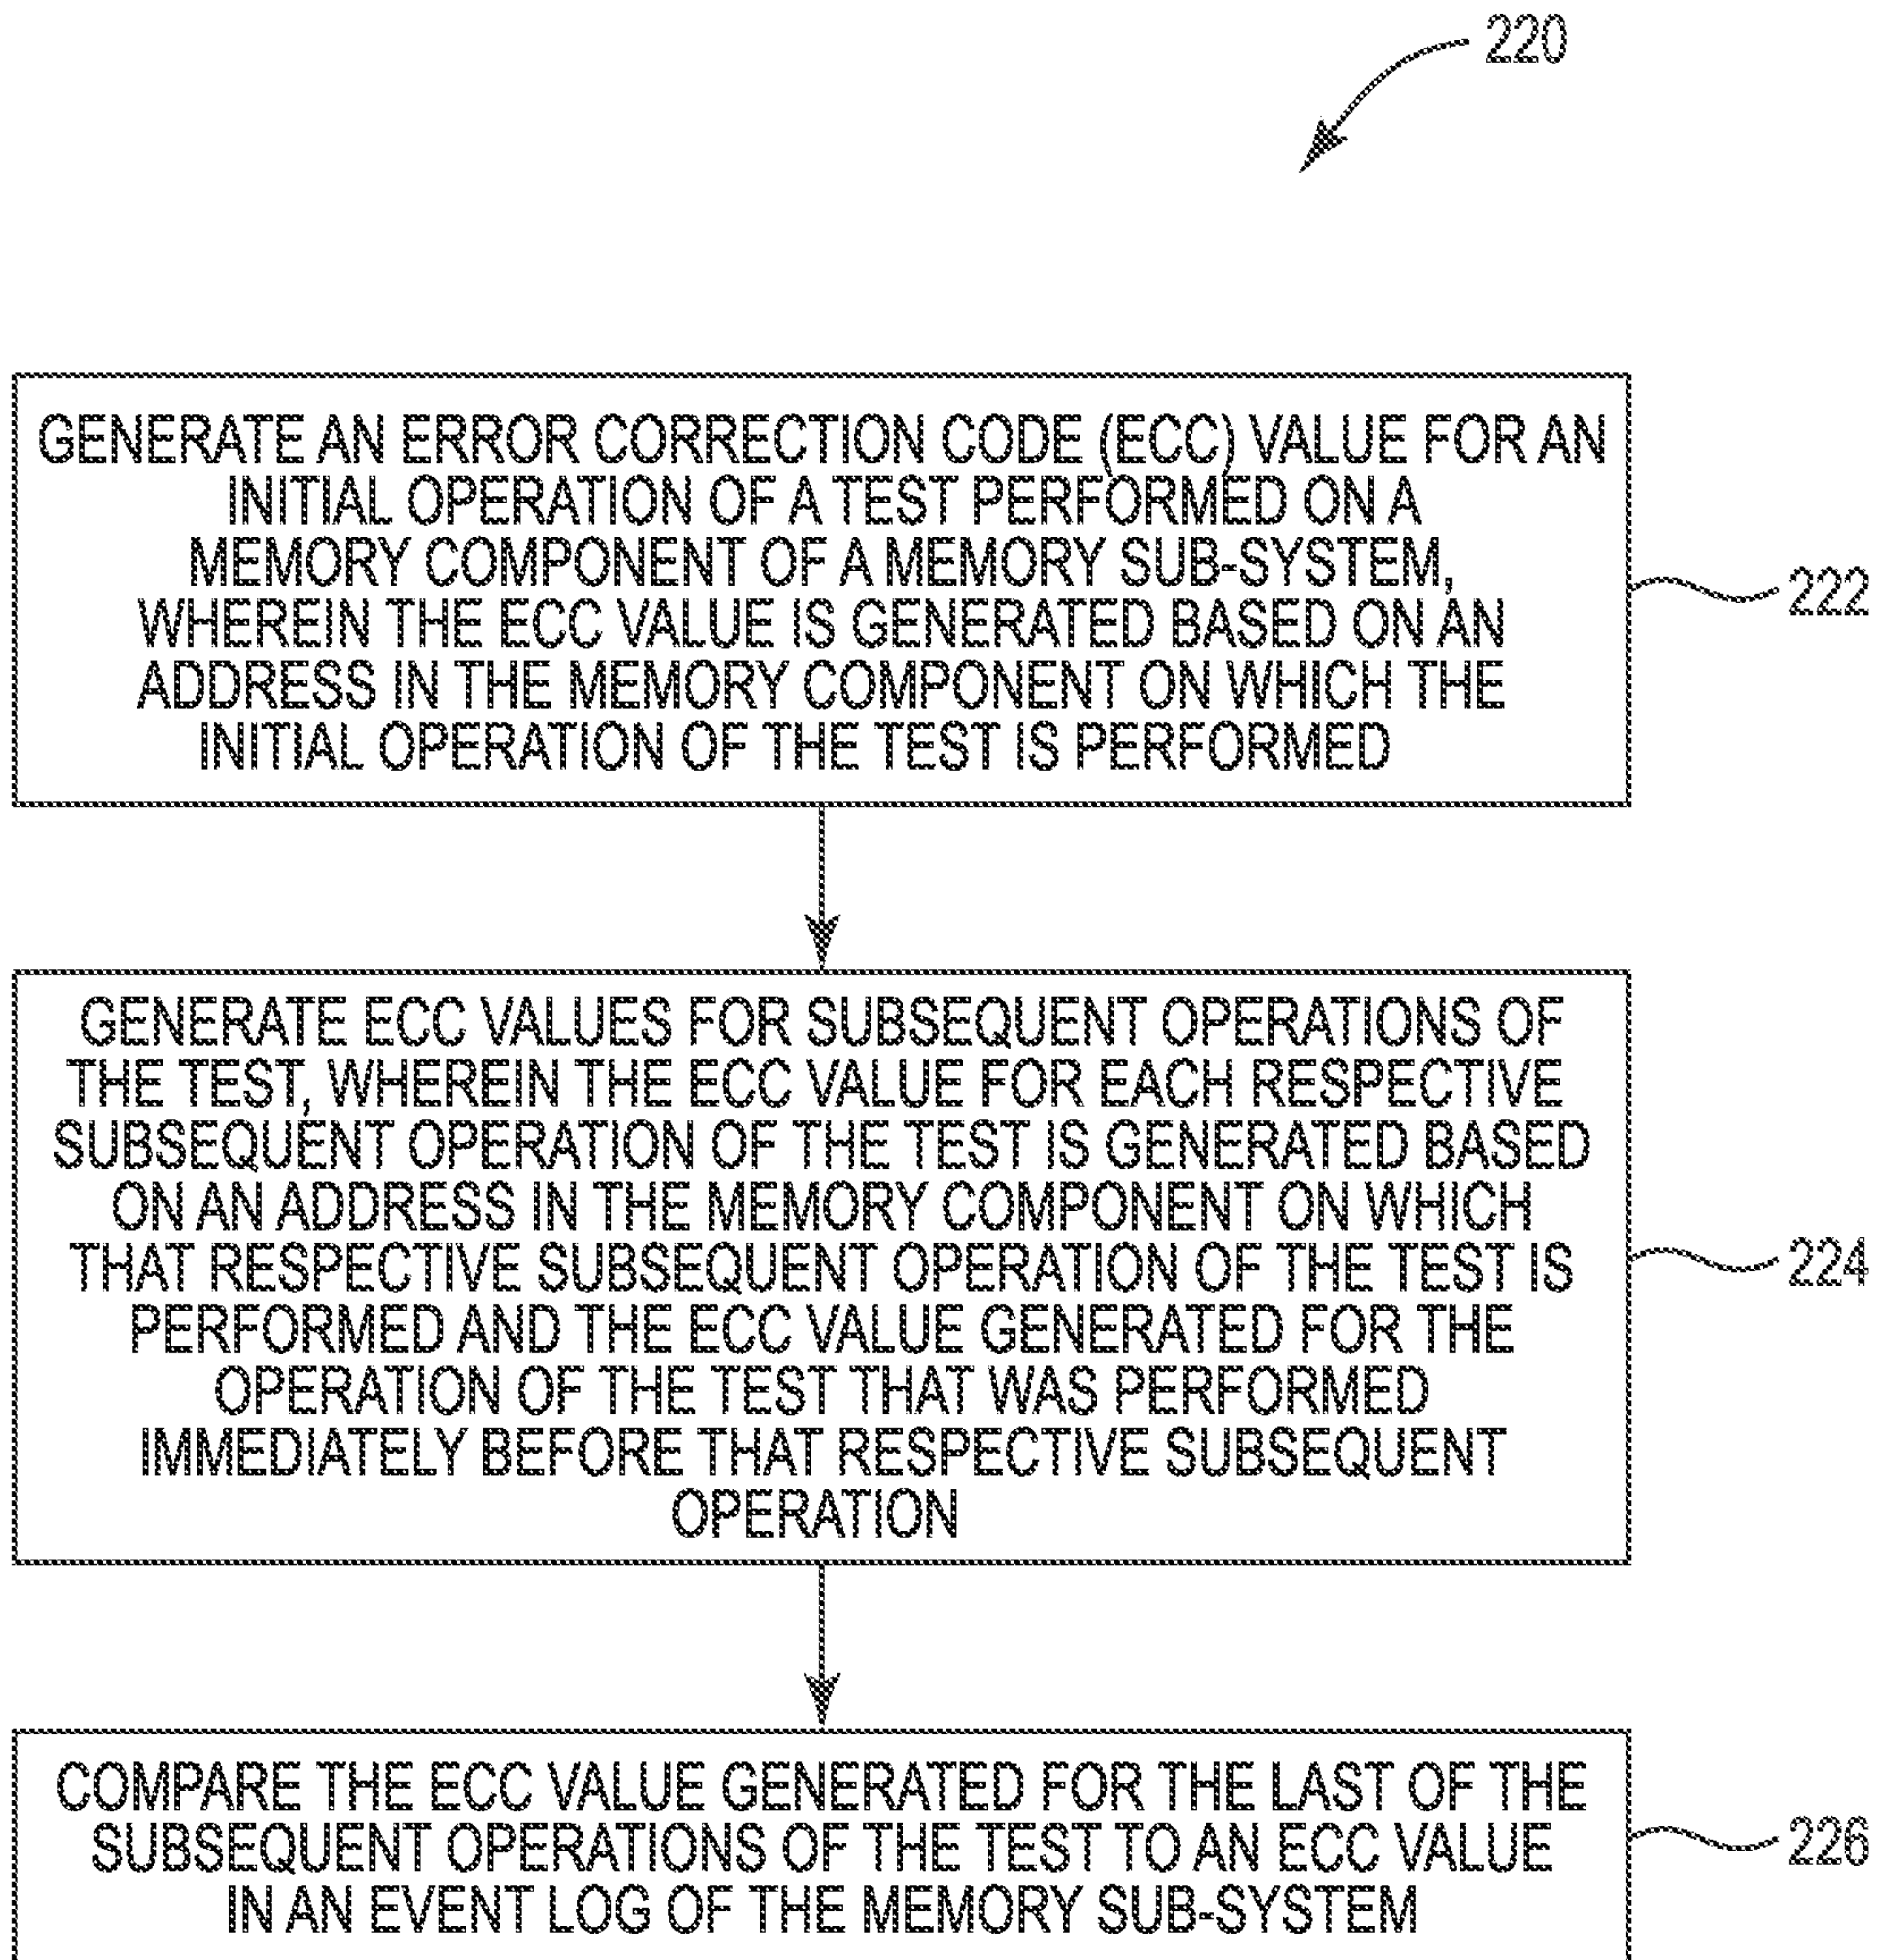 220
GENERATE AN ERROR CORRECTION CODE (ECC) VALUE FOR AN
INITIAL OPERATION OF A TEST PERFORMED ON A
MEMORY COMPONENT OF A MEMORY SUB-SYSTEM,
WHEREIN THE ECC VALUE IS GENERATED BASED ON AN
ADDRESS IN THE MEMORY COMPONENT ON WHICH THE
INITIAL OPERATION OF THE TEST IS PERFORMED
222
GENERATE ECC VALUES FOR SUBSEQUENT OPERATIONS OF
THE TEST, WHEREIN THE ECC VALUE FOR EACH RESPECTIVE
SUBSEQUENT OPERATION OF THE TEST IS GENERATED BASED
ON AN ADDRESS IN THE MEMORY COMPONENT ON WHICH
THAT RESPECTIVE SUBSEQUENT OPERATION OF THE TEST IS
PERFORMED AND THE ECC VALUE GENERATED FOR THE
OPERATION OF THE TEST THAT WAS PERFORMED
IMMEDIATELY BEFORE THAT RESPECTIVE SUBSEQUENT
OPERATION
224
COMPARE THE ECC VALUE GENERATED FOR THE LAST OF THE
SUBSEQUENT OPERATIONS OF THE TEST TO AN ECC VALUE
IN AN EVENT LOG OF THE MEMORY SUB-SYSTEM
226